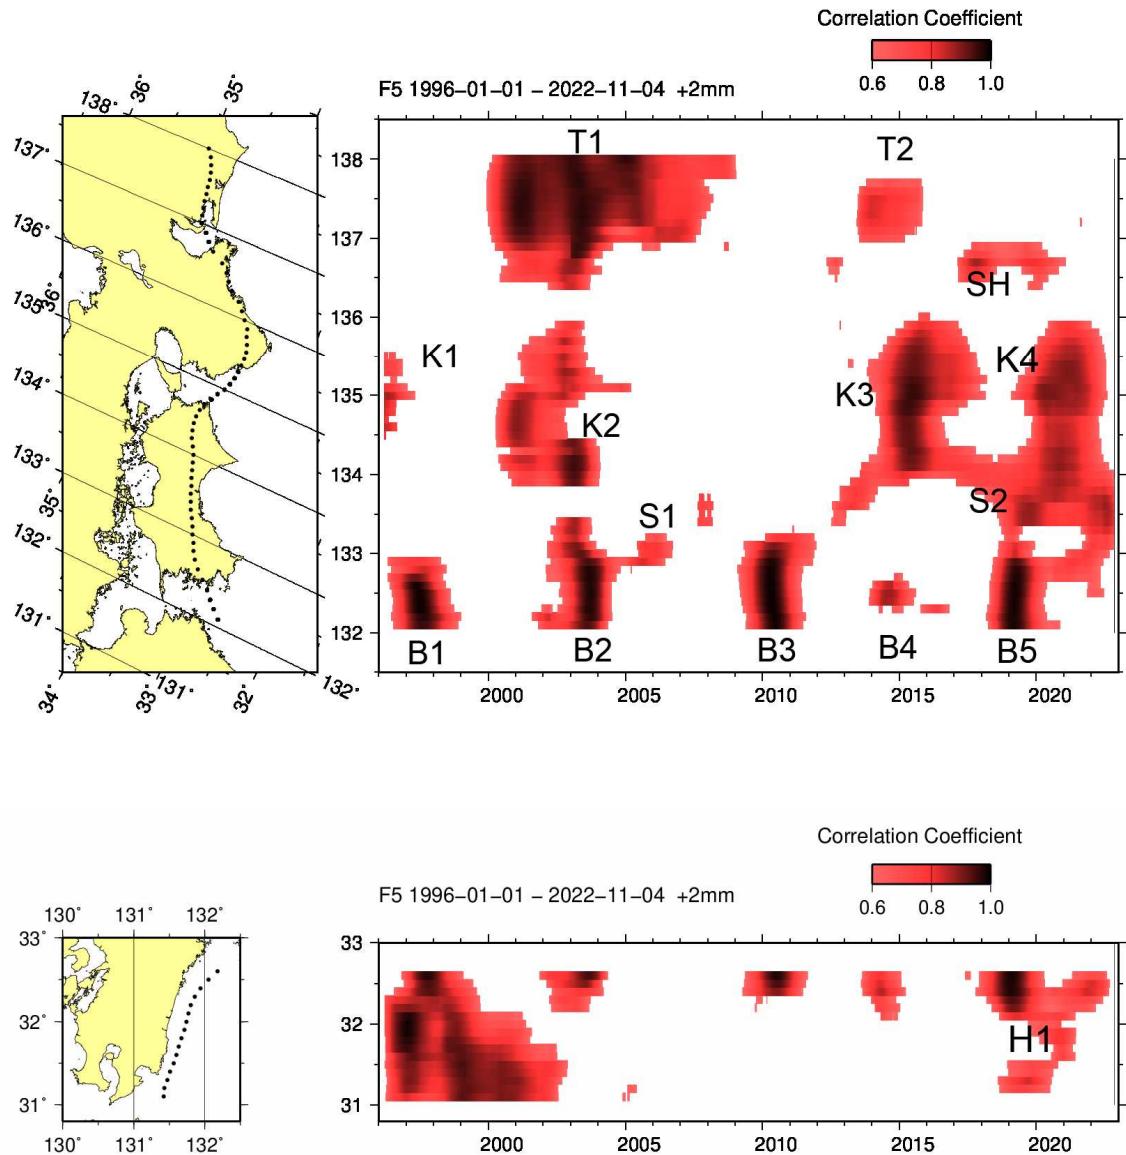 Correlation Coefficient
0.6 0.8 1.0
F5 1996-01-01 - 2022-11-04 +2mm
138° 36° 35°
137°
136°
36°
135°
134°
133°
35°
132°
131°
34° 33° 131° 32° 132°
138
137
136
135
134
133
132
T1
T2
SH
K1
K4
K3
K2
S2
S1
B1 B2 B3 B4 B5
2000 2005 2010 2015 2020
Correlation Coefficient
0.6 0.8 1.0
F5 1996-01-01 - 2022-11-04 +2mm
130° 131° 132°
33°
32°
31°
130° 131° 132°
33
32
31
H1
2000 2005 2010 2015 2020